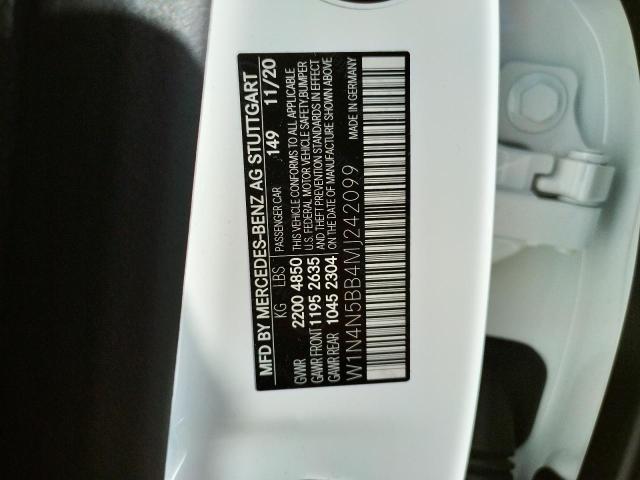 MFD BY MERCEDES-BENZ AG STUTTGART
PASSENGER CAR 149 11/20
KG LBS
GVWR 2200 4850
GAWR FRONT 1195 2635
GAWR REAR 1045 2304
THIS VEHICLE CONFORMS TO ALL APPLICABLE
U.S. FEDERAL MOTOR VEHICLE SAFETY,BUMPER
AND THEFT PREVENTION STANDARDS IN EFFECT
ON THE DATE OF MANUFACTURE SHOWN ABOVE
W1N4N5BB4MJ242099 MADE IN GERMANY